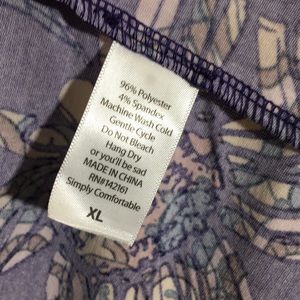 96% Polyester
4% Spandex
Machine Wash Cold
Gentle Cycle
Do Not Bleach
Hang Dry
or you'll be sad
MADE IN CHINA
RN#142161
Simply Comfortable
XL